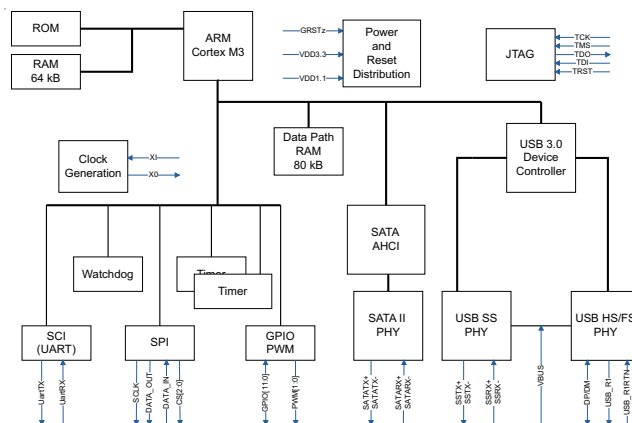 ROM
RAM
64 kB
ARM
Cortex M3
GRSTz
VDD3.3
VDD1.1
Power
and
Reset
Distribution
JTAG
TCK
TMS
TDO
TDI
TRST
Clock
Generation
XI
X0
Data Path
RAM
80 kB
USB 3.0
Device
Controller
SATA
AHCI
Watchdog
Timer
Timer
SCI
(UART)
SPI
GPIO
PWM
SATA II
PHY
USB SS
PHY
USB HS/FS
PHY
UartTX
UartRX
SCLK
DATA_OUT
DATA_IN
CS[2:0]
GPIO[11:0]
PWM[1:0]
SATATX+
SATATX-
SATARX+
SATARX-
SSTX+
SSTX-
SSRX+
SSRX-
VBUS
DP/DM
USB_R1
USB_R1RTN